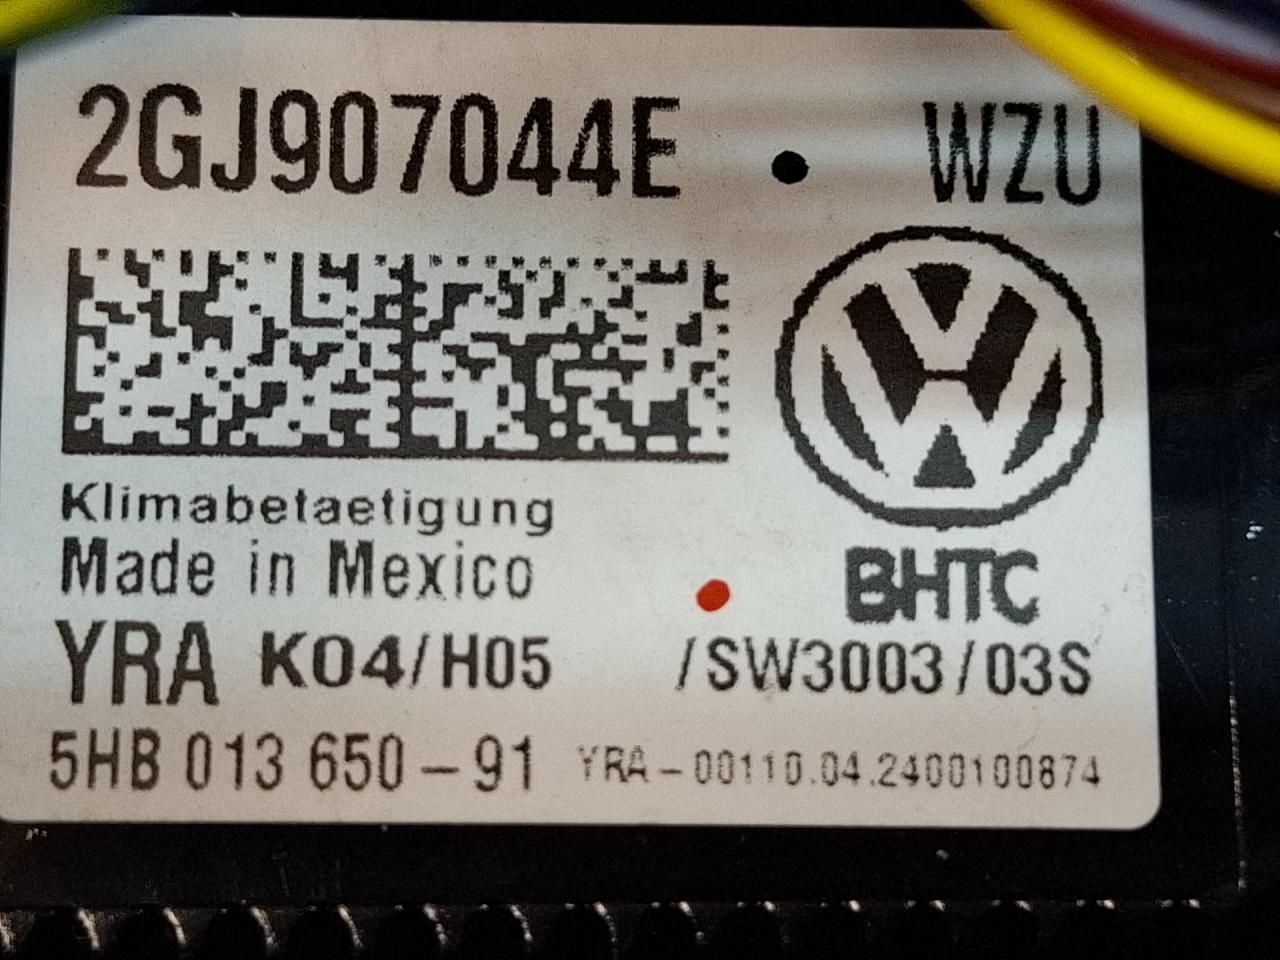 2GJ907044E WZU
Klimabetaetigung
Made in Mexico
BHTC
YRA K04/H05 /SW3003/03S
5HB 013 650-91 YRA-00110.04.2400100874